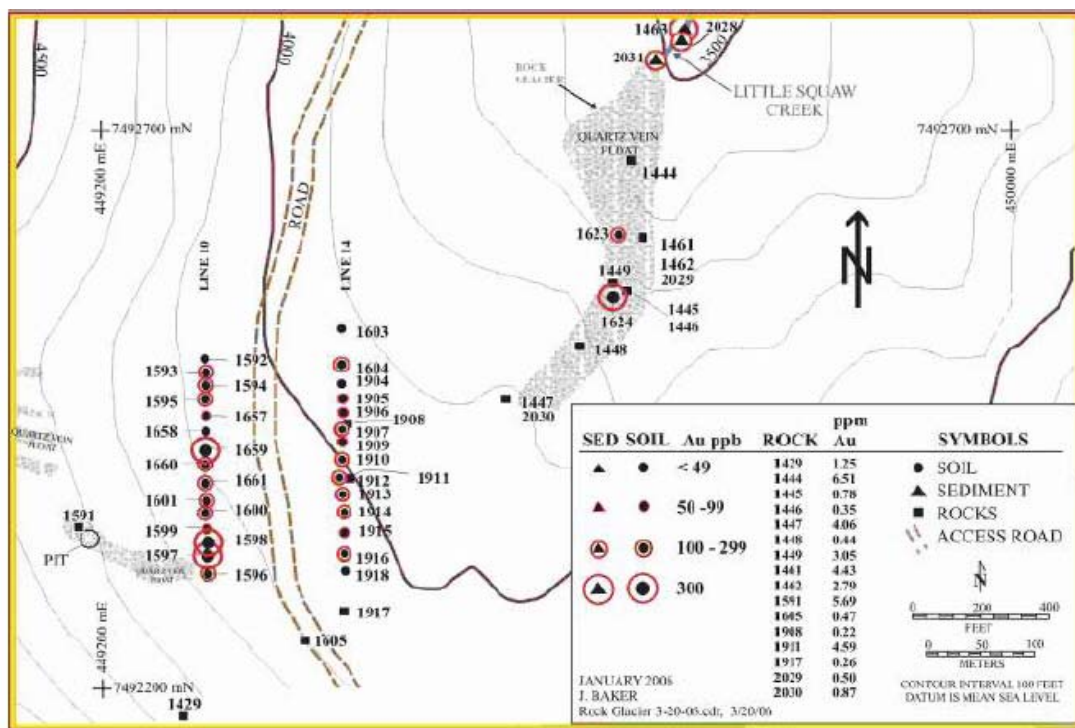 4500
4000
1463
2028
3500
2031
ROCK
LITTLE SQUAW
CREEK
7492700 mN
7492700 mN
449200 mE
450000 mE
QUARTZ VEIN
FLOAT
1444
ROAD
LINE 10
LINE 14
1623
1461
1462
2029
1449
N
1445
1446
1624
1448
1603
1592
1593
1594
1595
1657
1658
1659
1660
1661
1601
1600
1599
1598
1597
1596
1604
1904
1905
1906
1908
1907
1909
1910
1911
1912
1913
1914
1915
1916
1918
1917
1605
1447
2030
QUARTZ VEIN
FLOAT
1591
PIT
FLOAT
449200 mE
7492200 mN
1429
ppm
SED SOIL Au ppb ROCK Au SYMBOLS
< 49
50 -99
100 - 299
300
1429 1.25
1444 6.51
1445 0.78
1446 0.35
1447 4.06
1448 0.44
1449 3.05
1461 4.43
1462 2.79
1591 5.69
1605 0.47
1908 0.22
1911 4.59
1917 0.26
2029 0.50
2030 0.87
SOIL
SEDIMENT
ROCKS
ACCESS ROAD
N
0 200 400
FEET
0 50 100
METERS
CONTOUR INTERVAL 100 FEET
DATUM IS MEAN SEA LEVEL
JANUARY 2006
J. BAKER
Rock Glacier 3-20-06.cdr, 3/20/06